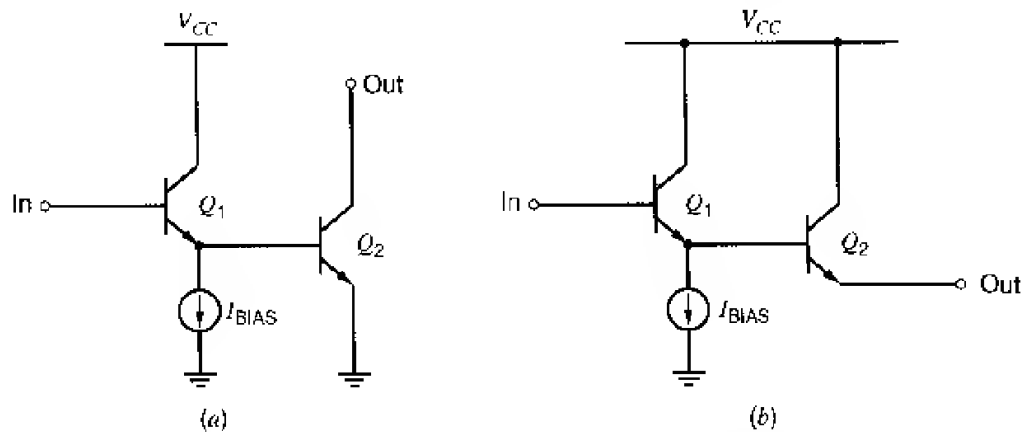 V_CC
V_CC
Out
In
Q_1
Q_2
I_BIAS
In
Q_1
Q_2
I_BIAS
Out
(a)
(b)